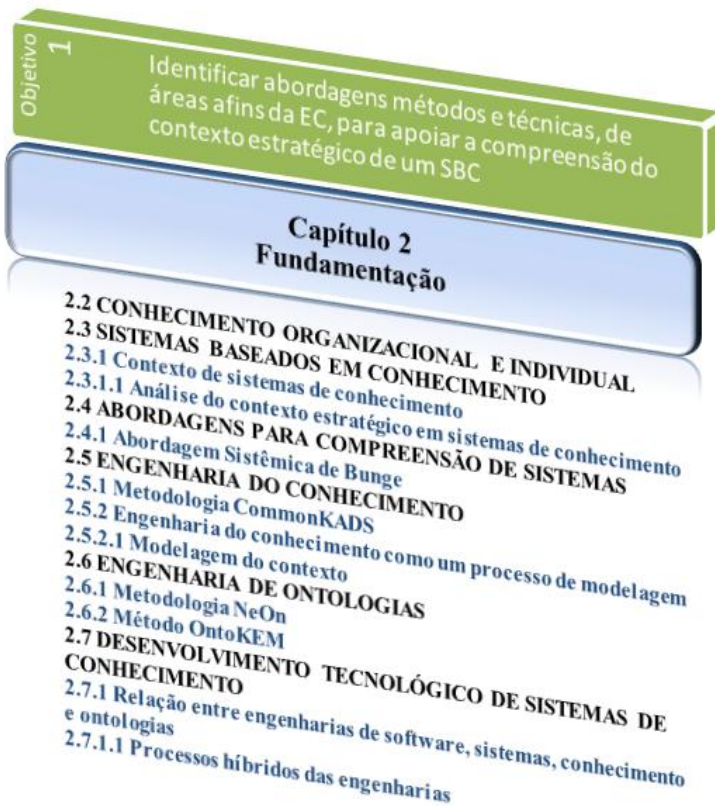 Objetivo
1
Identificar abordagens métodos e técnicas, de
áreas afins da EC, para apoiar a compreensão do
contexto estratégico de um SBC
Capítulo 2
Fundamentação
2.2 CONHECIMENTO ORGANIZACIONAL E INDIVIDUAL
2.3 SISTEMAS BASEADOS EM CONHECIMENTO
2.3.1 Contexto de sistemas de conhecimento
2.3.1.1 Análise do contexto estratégico em sistemas de conhecimento
2.4 ABORDAGENS PARA COMPREENSÃO DE SISTEMAS
2.4.1 Abordagem Sistêmica de Bunge
2.5 ENGENHARIA DO CONHECIMENTO
2.5.1 Metodologia CommonKADS
2.5.2 Engenharia do conhecimento como um processo de modelagem
2.5.2.1 Modelagem do contexto
2.6 ENGENHARIA DE ONTOLOGIAS
2.6.1 Metodologia NeOn
2.6.2 Método OntoKEM
2.7 DESENVOLVIMENTO TECNOLÓGICO DE SISTEMAS DE
CONHECIMENTO
2.7.1 Relação entre engenharias de software, sistemas, conhecimento
e ontologias
2.7.1.1 Processos híbridos das engenharias